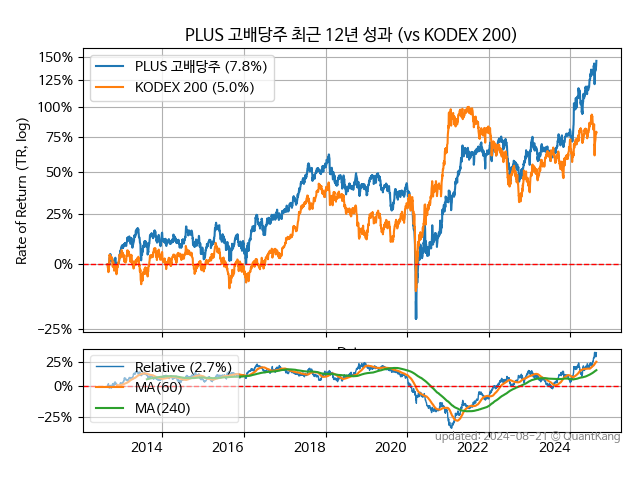 PLUS 고배당주 최근 12년 성과 (vs KODEX 200)
Rate of Return (TR, log)
150%
125%
100%
75%
50%
25%
0%
−25%
PLUS 고배당주 (7.8%)
KODEX 200 (5.0%)
25%
0%
−25%
Relative (2.7%)
MA(60)
MA(240)
2014
2016
2018
2020
2022
2024
updated: 2024-08-21 © QuantKang